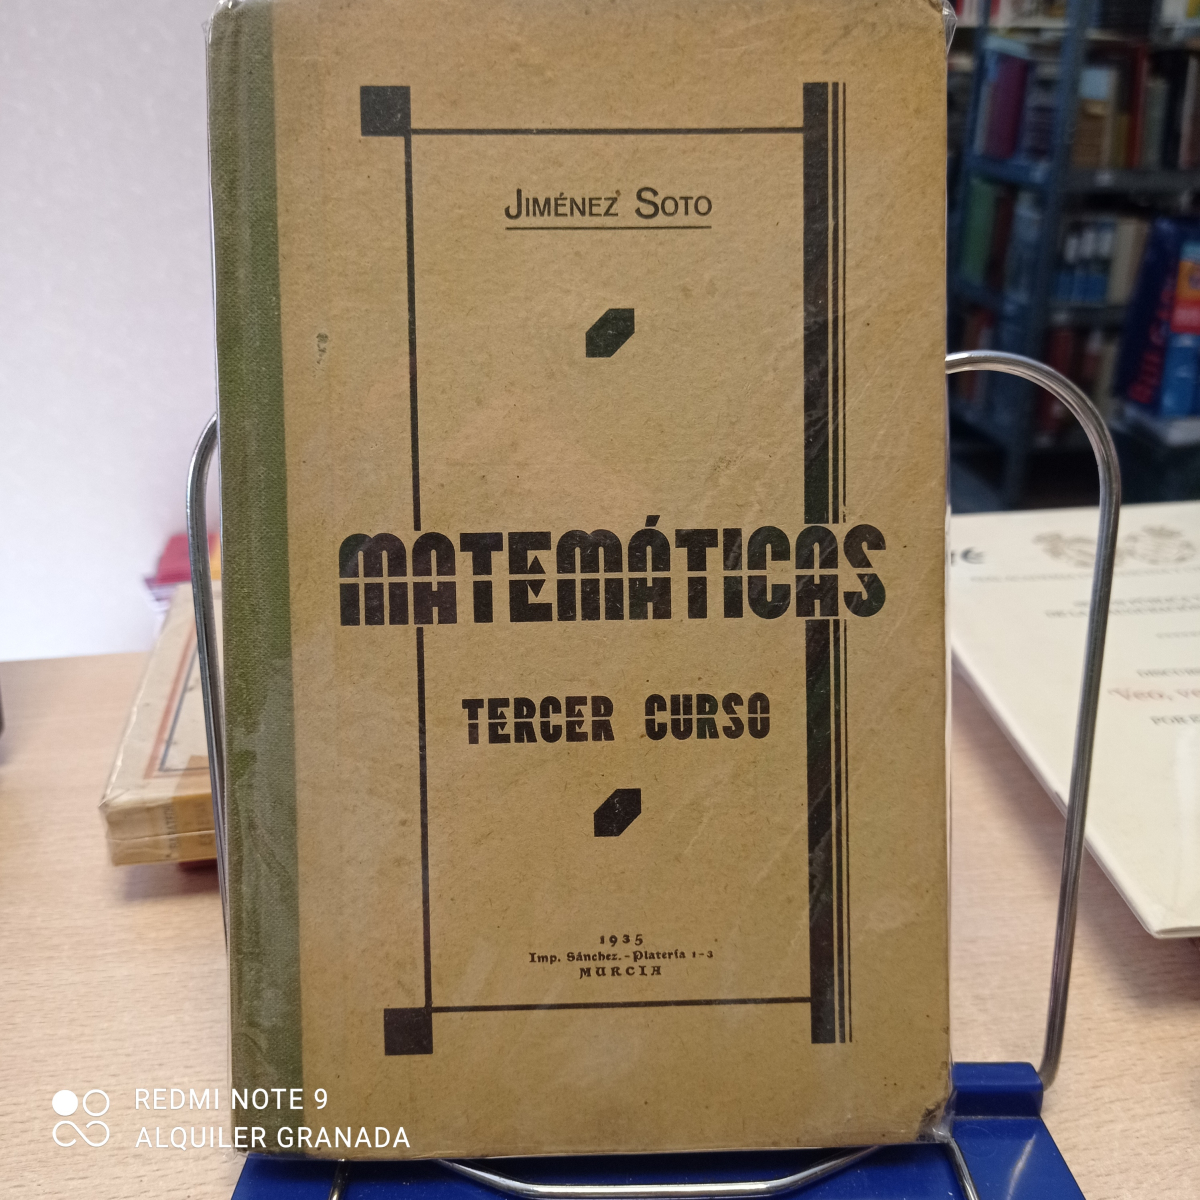 JIMÉNEZ SOTO
MATEMÁTICAS
TERCER CURSO
1935
Imp. Sánchez.-Platería 1-3
MURCIA
REDMI NOTE 9
ALQUILER GRANADA